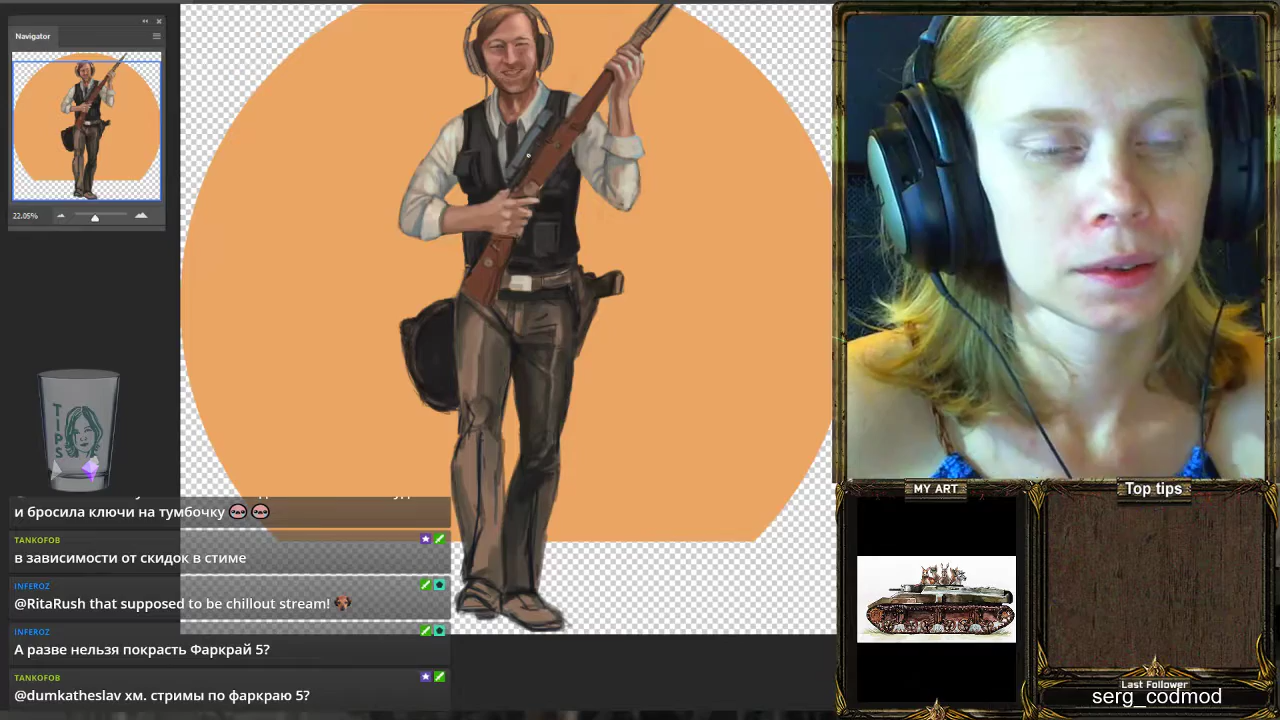 Navigator
22.05%
TIPS
и бросила ключи на тумбочку
TANKOFOB
в зависимости от скидок в стиме
INFEROZ
@RitaRush that supposed to be chillout stream!
INFEROZ
А разве нельзя покрасть Фаркрай 5?
TANKOFOB
@dumkatheslav хм. стримы по фаркраю 5?
MY ART
Top tips
Last Follower
serg_codmod